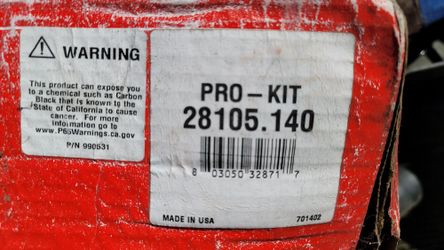 WARNING
This product can expose you
to a chemical such as Carbon
Black that is known to the
State of California to cause
cancer. For more
information go to
www.P65Warnings.ca.gov
P/N 990531
PRO-KIT
28105.140
8 03050 32871 7
MADE IN USA
701402